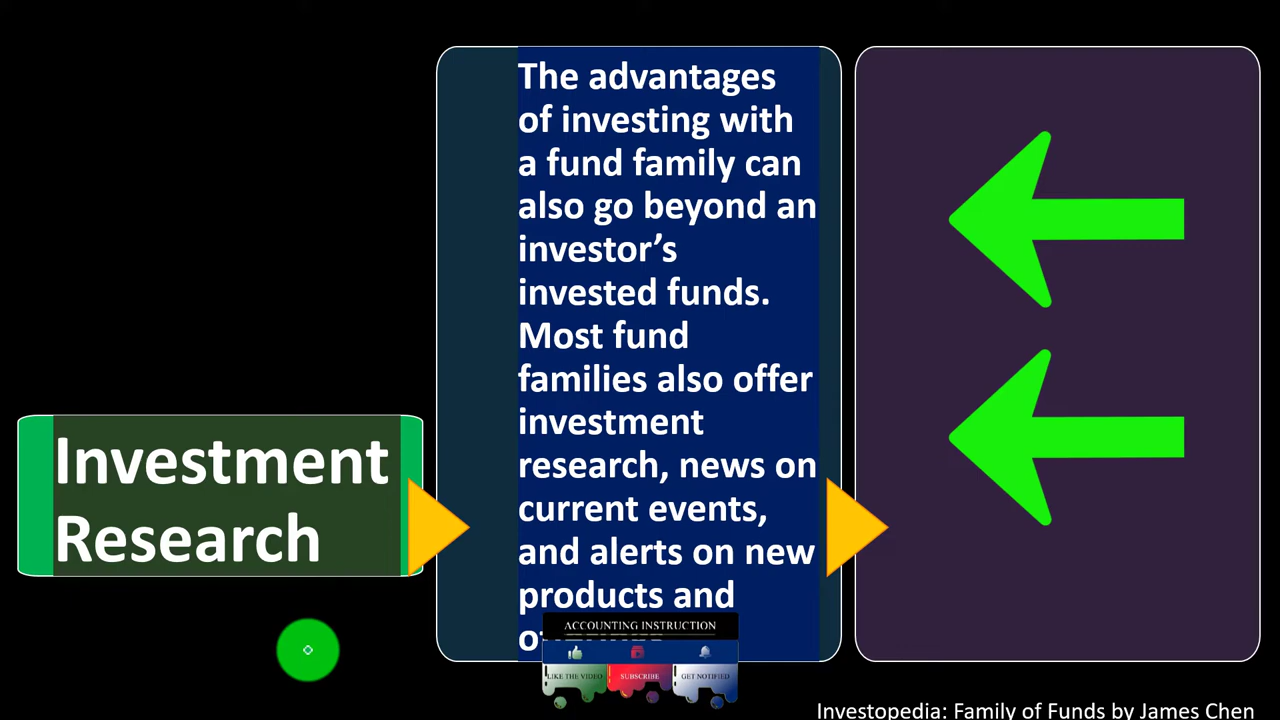 Investment
Research
The advantages
of investing with
a fund family can
also go beyond an
investor’s
invested funds.
Most fund
families also offer
investment
research, news on
current events,
and alerts on new
products and
ACCOUNTING INSTRUCTION
LIKE THE VIDEO
SUBSCRIBE
GET NOTIFIED
Investopedia: Family of Funds by James Chen